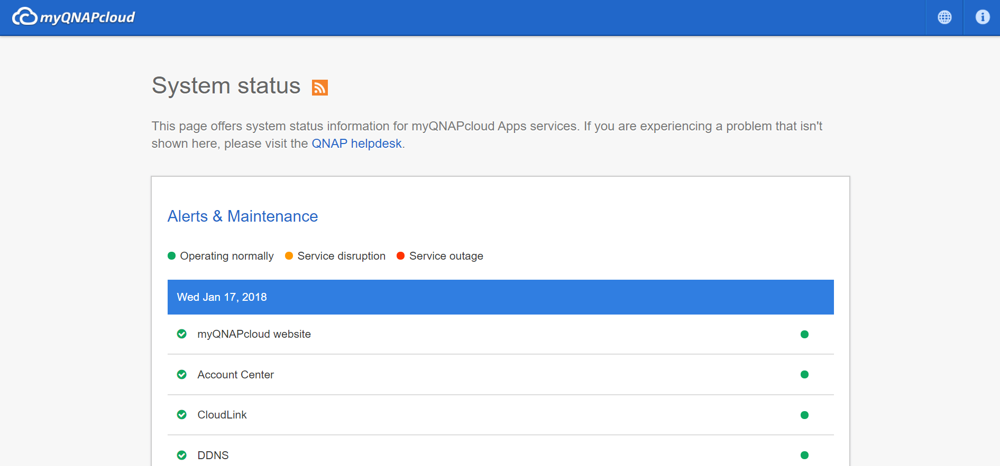 myQNAPcloud
System status
This page offers system status information for myQNAPcloud Apps services. If you are experiencing a problem that isn't
shown here, please visit the QNAP helpdesk.
Alerts & Maintenance
Operating normally Service disruption Service outage
Wed Jan 17, 2018
myQNAPcloud website
Account Center
CloudLink
DDNS